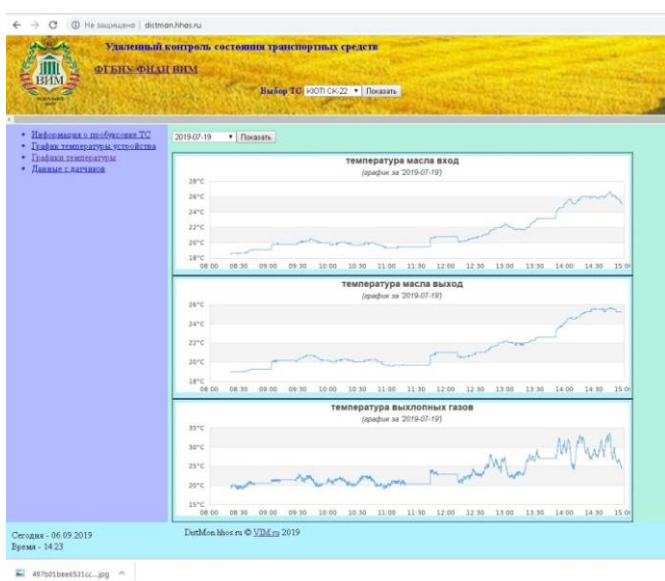 Не защищено | distmon.hhos.ru
Удаленный контроль состояния транспортных средств
ФГБНУ ФНАЦ ВИМ
ВИМ
Выбор ТС KIOTI CK-22 Показать
Информация о пробуксовке ТС
График температуры устройства
Графики температуры
Данные с датчиков
2019-07-19 Показать
температура масла вход
(график за '2019-07-19')
28°C
26°C
24°C
22°C
20°C
18°C
08:00 08:30 09:00 09:30 10:00 10:30 11:00 11:30 12:00 12:30 13:00 13:30 14:00 14:30 15:0
температура масла выход
(график за '2019-07-19')
26°C
24°C
22°C
20°C
18°C
08:00 08:30 09:00 09:30 10:00 10:30 11:00 11:30 12:00 12:30 13:00 13:30 14:00 14:30 15:0
температура выхлопных газов
(график за '2019-07-19')
35°C
30°C
25°C
20°C
15°C
08:00 08:30 09:00 09:30 10:00 10:30 11:00 11:30 12:00 12:30 13:00 13:30 14:00 14:30 15:0
Сегодня - 06.09.2019
Время - 14:23
DistMon.hhos.ru © VIM.ru 2019
497b01bee6531cc...jpg